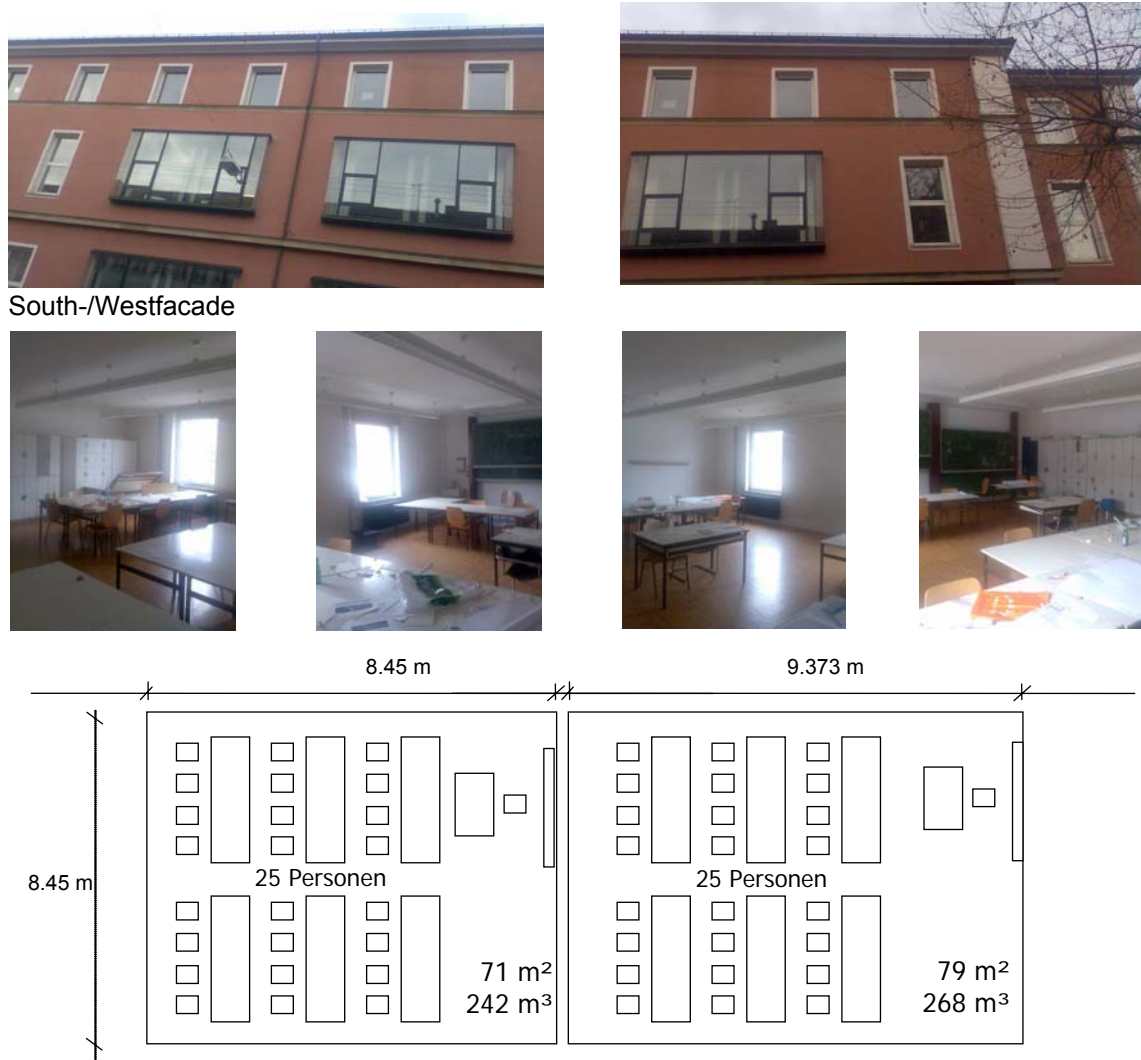 South-/Westfacade
8.45 m
9.373 m
8.45 m
25 Personen
71 m²
242 m³
25 Personen
79 m²
268 m³